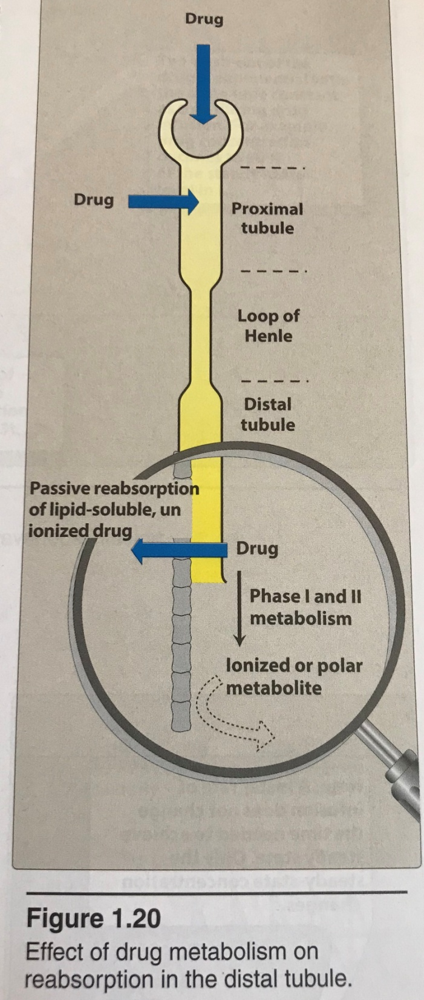 Drug
Drug
Proximal
tubule
Loop of
Henle
Distal
tubule
Passive reabsorption
of lipid-soluble, un
ionized drug
Drug
Phase I and II
metabolism
Ionized or polar
metabolite
Figure 1.20
Effect of drug metabolism on
reabsorption in the distal tubule.